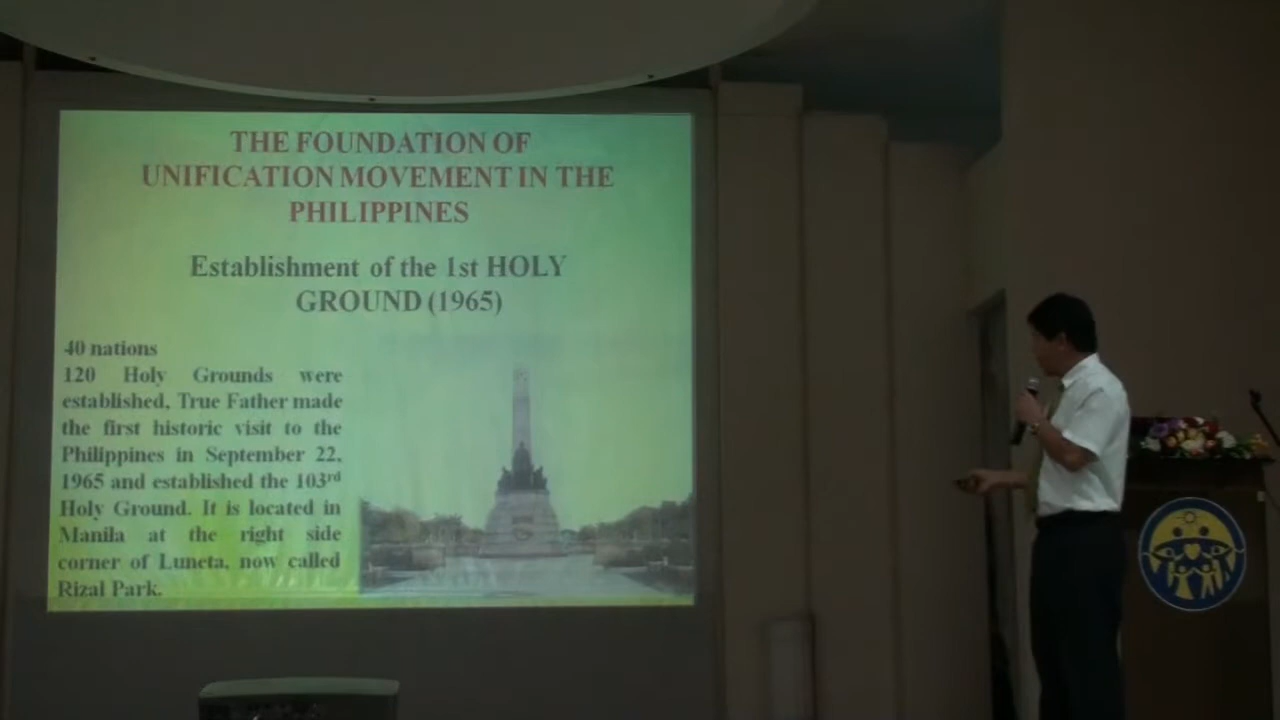 THE FOUNDATION OF
UNIFICATION MOVEMENT IN THE
PHILIPPINES
Establishment of the 1st HOLY
GROUND (1965)
40 nations
120 Holy Grounds were
established, True Father made
the first historic visit to the
Philippines in September 22,
1965 and established the 103rd
Holy Ground. It is located in
Manila at the right side
corner of Luneta, now called
Rizal Park.